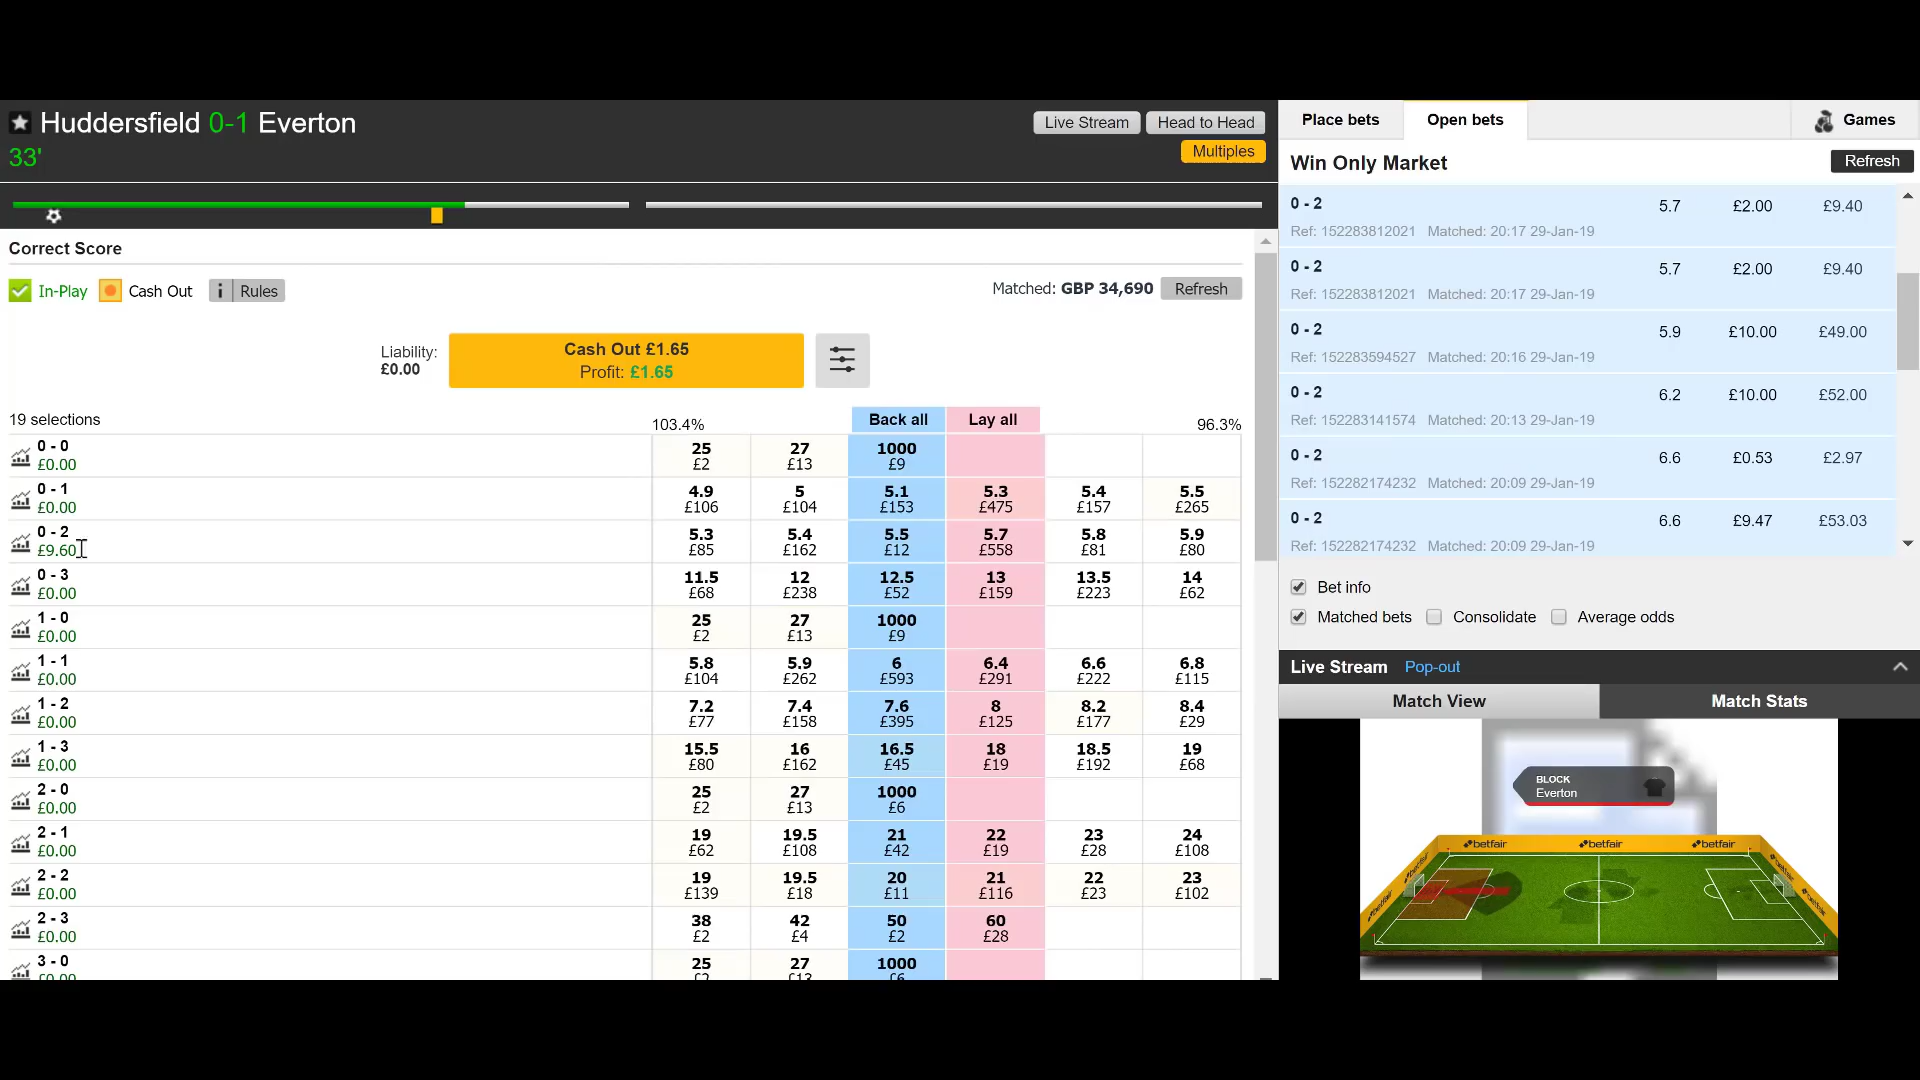 Huddersfield 0-1 Everton
33'
Live Stream
Head to Head
Multiples
Correct Score
In-Play
Cash Out
i Rules
Matched: GBP 34,690
Refresh
Liability:
£0.00
Cash Out £1.65
Profit: £1.65
19 selections
103.4%
Back all
Lay all
96.3%
0 - 0 25 27 1000
£0.00 £2 £13 £9
0 - 1 4.9 5 5.1 5.3 5.4 5.5
£0.00 £106 £104 £153 £475 £157 £265
0 - 2 5.3 5.4 5.5 5.7 5.8 5.9
£9.60 £85 £162 £12 £558 £81 £80
0 - 3 11.5 12 12.5 13 13.5 14
£0.00 £68 £238 £52 £159 £223 £62
1 - 0 25 27 1000
£0.00 £2 £13 £9
1 - 1 5.8 5.9 6 6.4 6.6 6.8
£0.00 £104 £262 £593 £291 £222 £115
1 - 2 7.2 7.4 7.6 8 8.2 8.4
£0.00 £77 £158 £395 £125 £177 £29
1 - 3 15.5 16 16.5 18 18.5 19
£0.00 £80 £162 £45 £19 £192 £68
2 - 0 25 27 1000
£0.00 £2 £13 £6
2 - 1 19 19.5 21 22 23 24
£0.00 £62 £108 £42 £19 £28 £108
2 - 2 19 19.5 20 21 22 23
£0.00 £139 £18 £11 £116 £23 £102
2 - 3 38 42 50 60
£0.00 £2 £4 £2 £28
3 - 0 25 27 1000
£0.00 £2 £13 £6
Place bets
Open bets
Games
Win Only Market
Refresh
0 - 2 5.7 £2.00 £9.40
Ref: 152283812021 Matched: 20:17 29-Jan-19
0 - 2 5.7 £2.00 £9.40
Ref: 152283812021 Matched: 20:17 29-Jan-19
0 - 2 5.9 £10.00 £49.00
Ref: 152283594527 Matched: 20:16 29-Jan-19
0 - 2 6.2 £10.00 £52.00
Ref: 152283141574 Matched: 20:13 29-Jan-19
0 - 2 6.6 £0.53 £2.97
Ref: 152282174232 Matched: 20:09 29-Jan-19
0 - 2 6.6 £9.47 £53.03
Ref: 152282174232 Matched: 20:09 29-Jan-19
Bet info
Matched bets
Consolidate
Average odds
Live Stream Pop-out
Match View
Match Stats
BLOCK
Everton
betfair
betfair
betfair